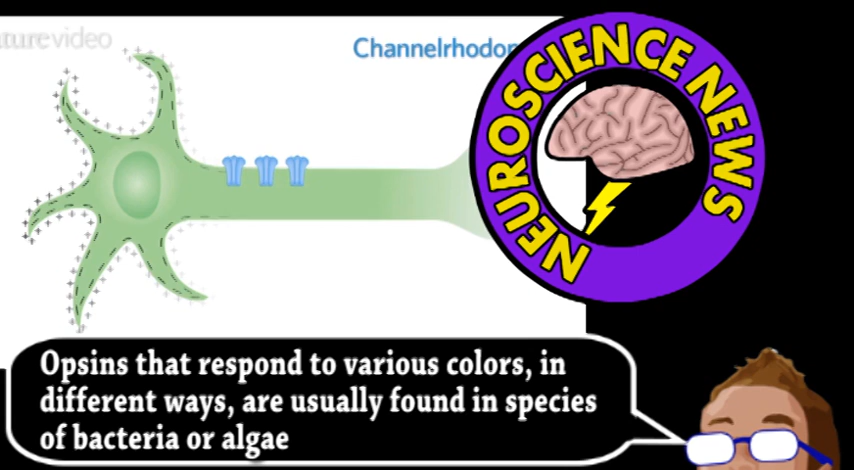 video
NEUROSCIENCE NEWS
Opsins that respond to various colors, in
different ways, are usually found in species
of bacteria or algae